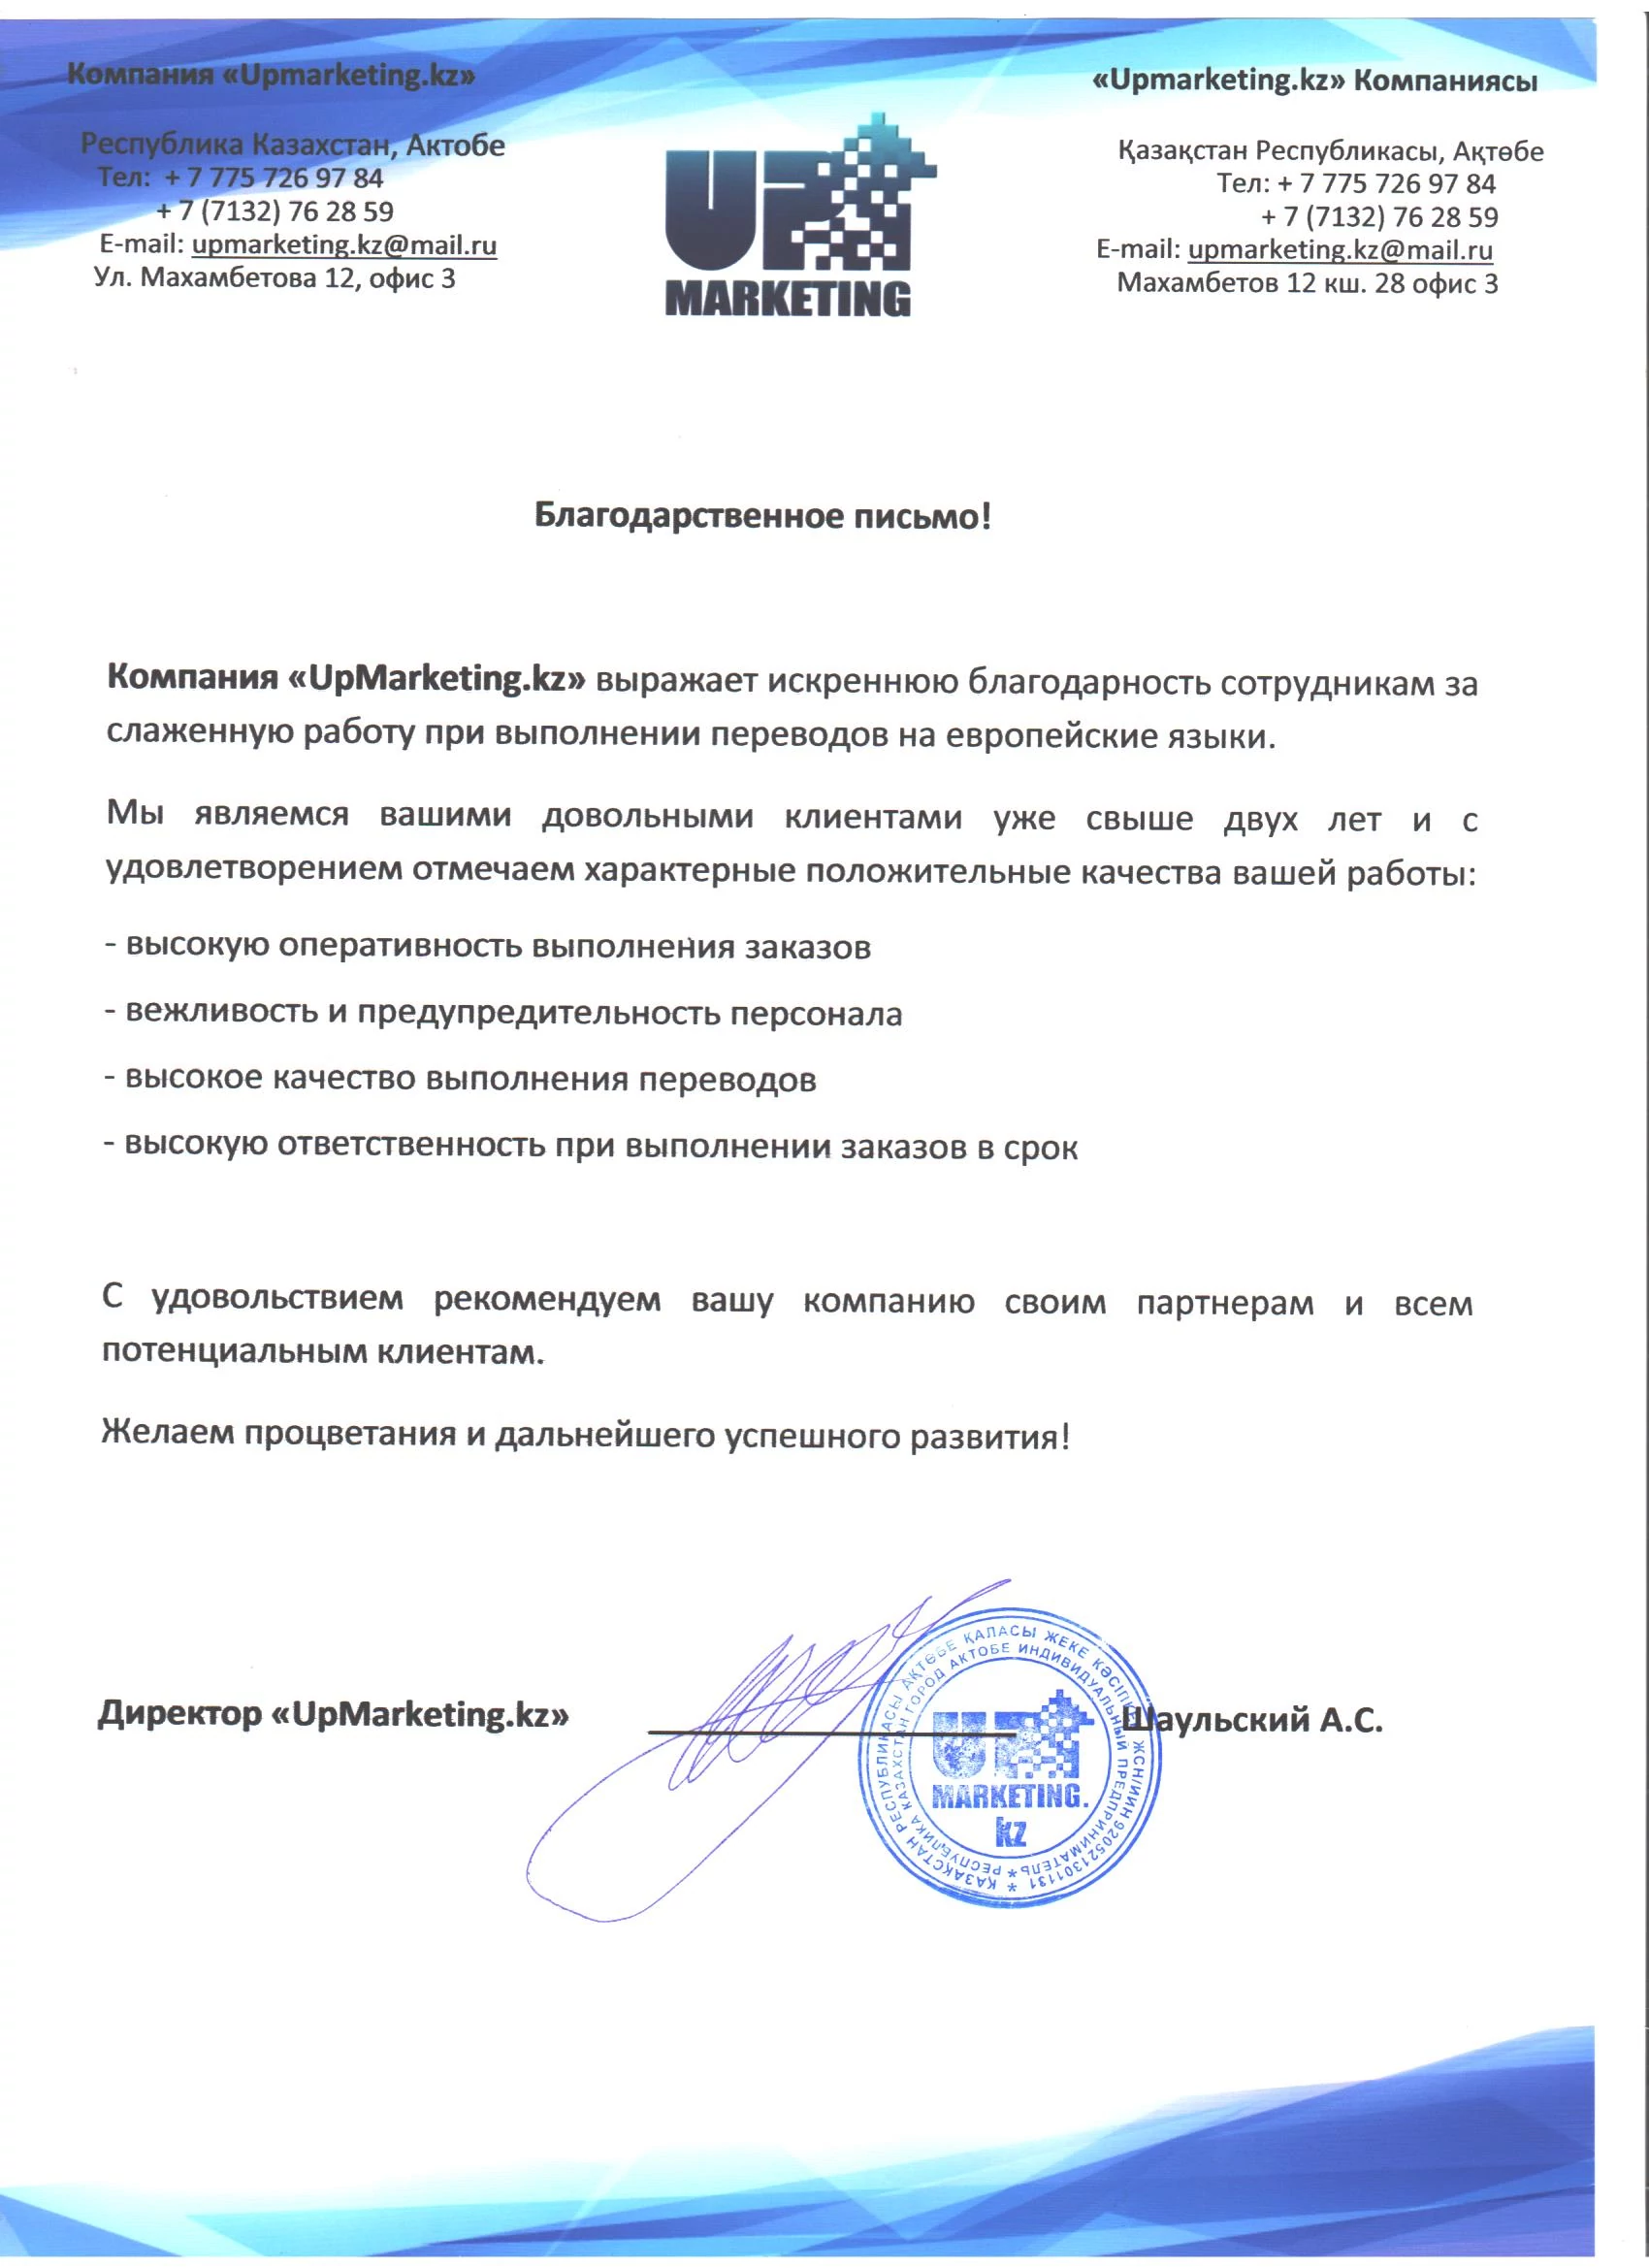 Компания «Upmarketing.kz»
Республика Казахстан, Актобе
Тел: + 7 775 726 97 84
+ 7 (7132) 76 28 59
E-mail: upmarketing.kz@mail.ru
Ул. Махамбетова 12, офис 3
UP
MARKETING
«Upmarketing.kz» Компаниясы
Қазақстан Республикасы, Ақтөбе
Тел: + 7 775 726 97 84
+ 7 (7132) 76 28 59
E-mail: upmarketing.kz@mail.ru
Махамбетов 12 кш. 28 офис 3
Благодарственное письмо!
Компания «UpMarketing.kz» выражает искреннюю благодарность сотрудникам за
слаженную работу при выполнении переводов на европейские языки.
Мы являемся вашими довольными клиентами уже свыше двух лет и с
удовлетворением отмечаем характерные положительные качества вашей работы:
- высокую оперативность выполнения заказов
- вежливость и предупредительность персонала
- высокое качество выполнения переводов
- высокую ответственность при выполнении заказов в срок
С удовольствием рекомендуем вашу компанию своим партнерам и всем
потенциальным клиентам.
Желаем процветания и дальнейшего успешного развития!
Директор «UpMarketing.kz»
Шаульский А.С.
ҚАЗАҚСТАН РЕСПУБЛИКАСЫ АҚТӨБЕ ҚАЛАСЫ ЖЕКЕ КӘСІПКЕР ЖСН/ИИН 920521301131 *
РЕСПУБЛИКА КАЗАХСТАН ГОРОД АКТОБЕ ИНДИВИДУАЛЬНЫЙ ПРЕДПРИНИМАТЕЛЬ *
UP
MARKETING.
kz